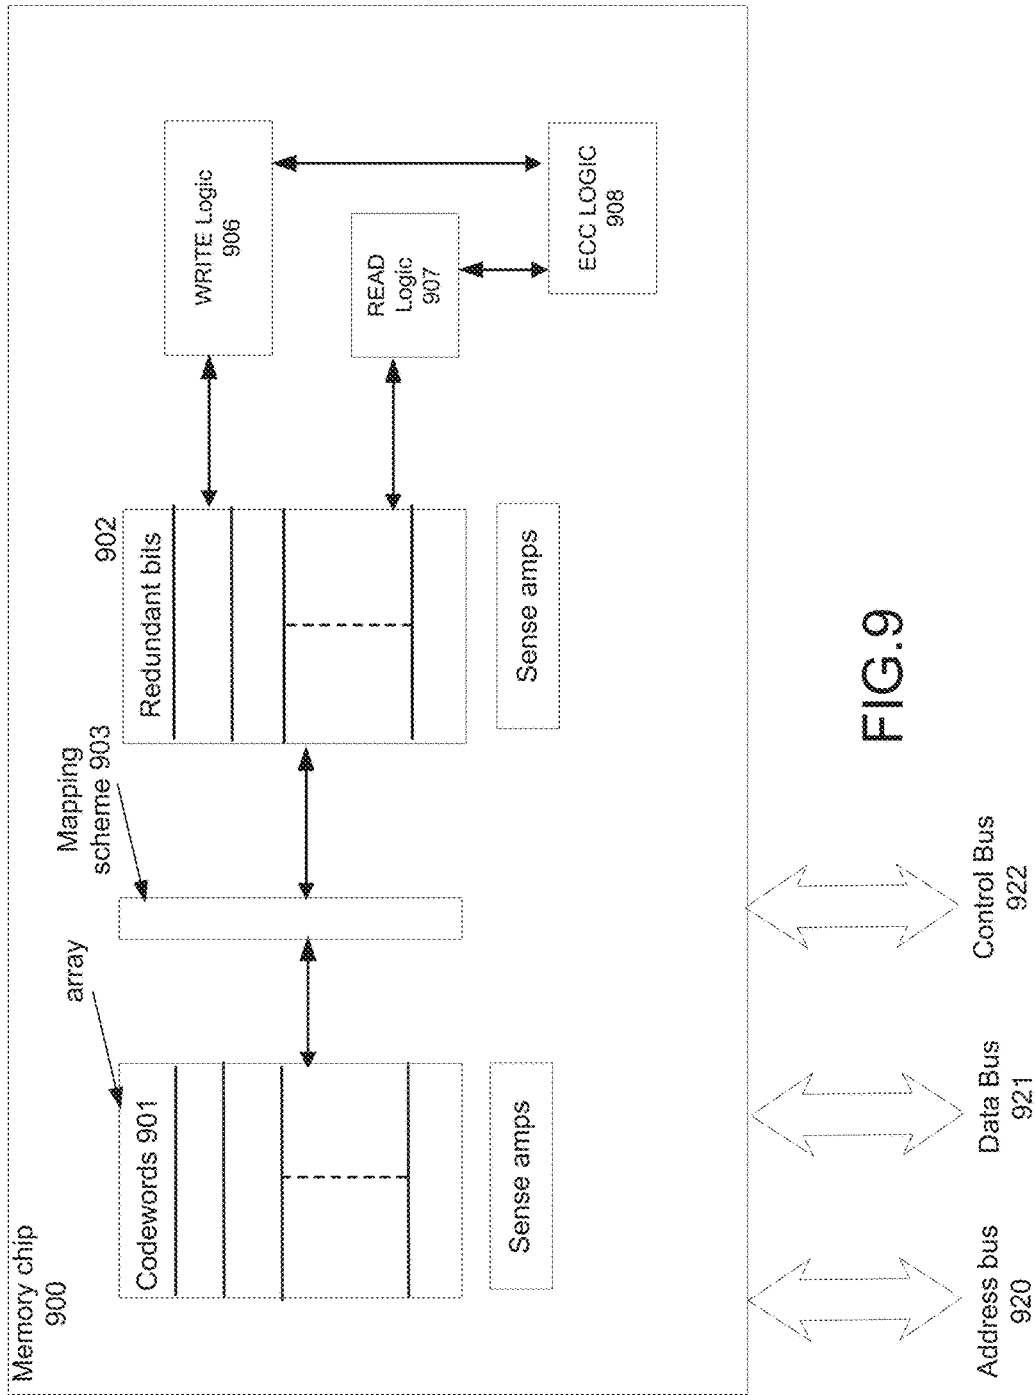 Memory chip
900
array
Mapping
scheme 903
902
Codewords 901
Redundant bits
WRITE Logic
906
READ
Logic
907
ECC LOGIC
908
Sense amps
Sense amps
Address bus
920
Data Bus
921
Control Bus
922
FIG.9